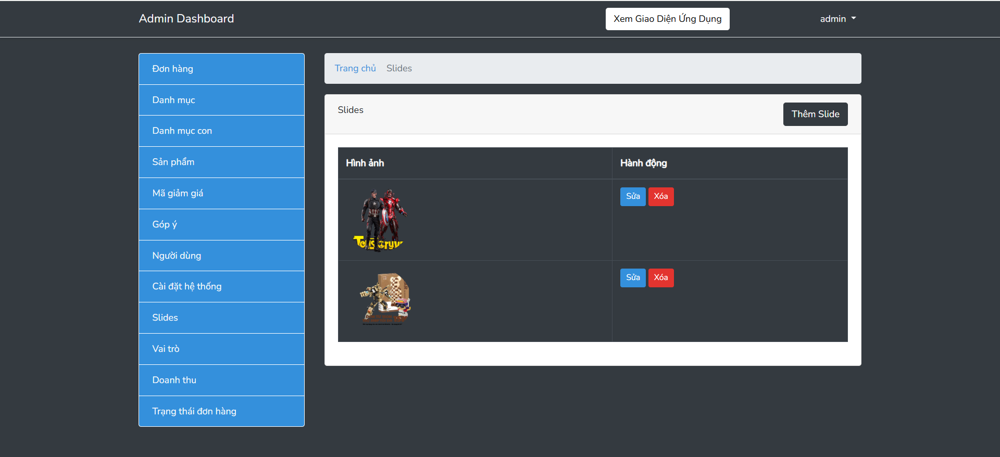 Admin Dashboard
Xem Giao Diện Ứng Dụng
admin
Đơn hàng
Danh mục
Danh mục con
Sản phẩm
Mã giảm giá
Góp ý
Người dùng
Cài đặt hệ thống
Slides
Vai trò
Doanh thu
Trạng thái đơn hàng
Trang chủ
Slides
Slides
Thêm Slide
Hình ảnh
Hành động
Sửa
Xóa
Sửa
Xóa